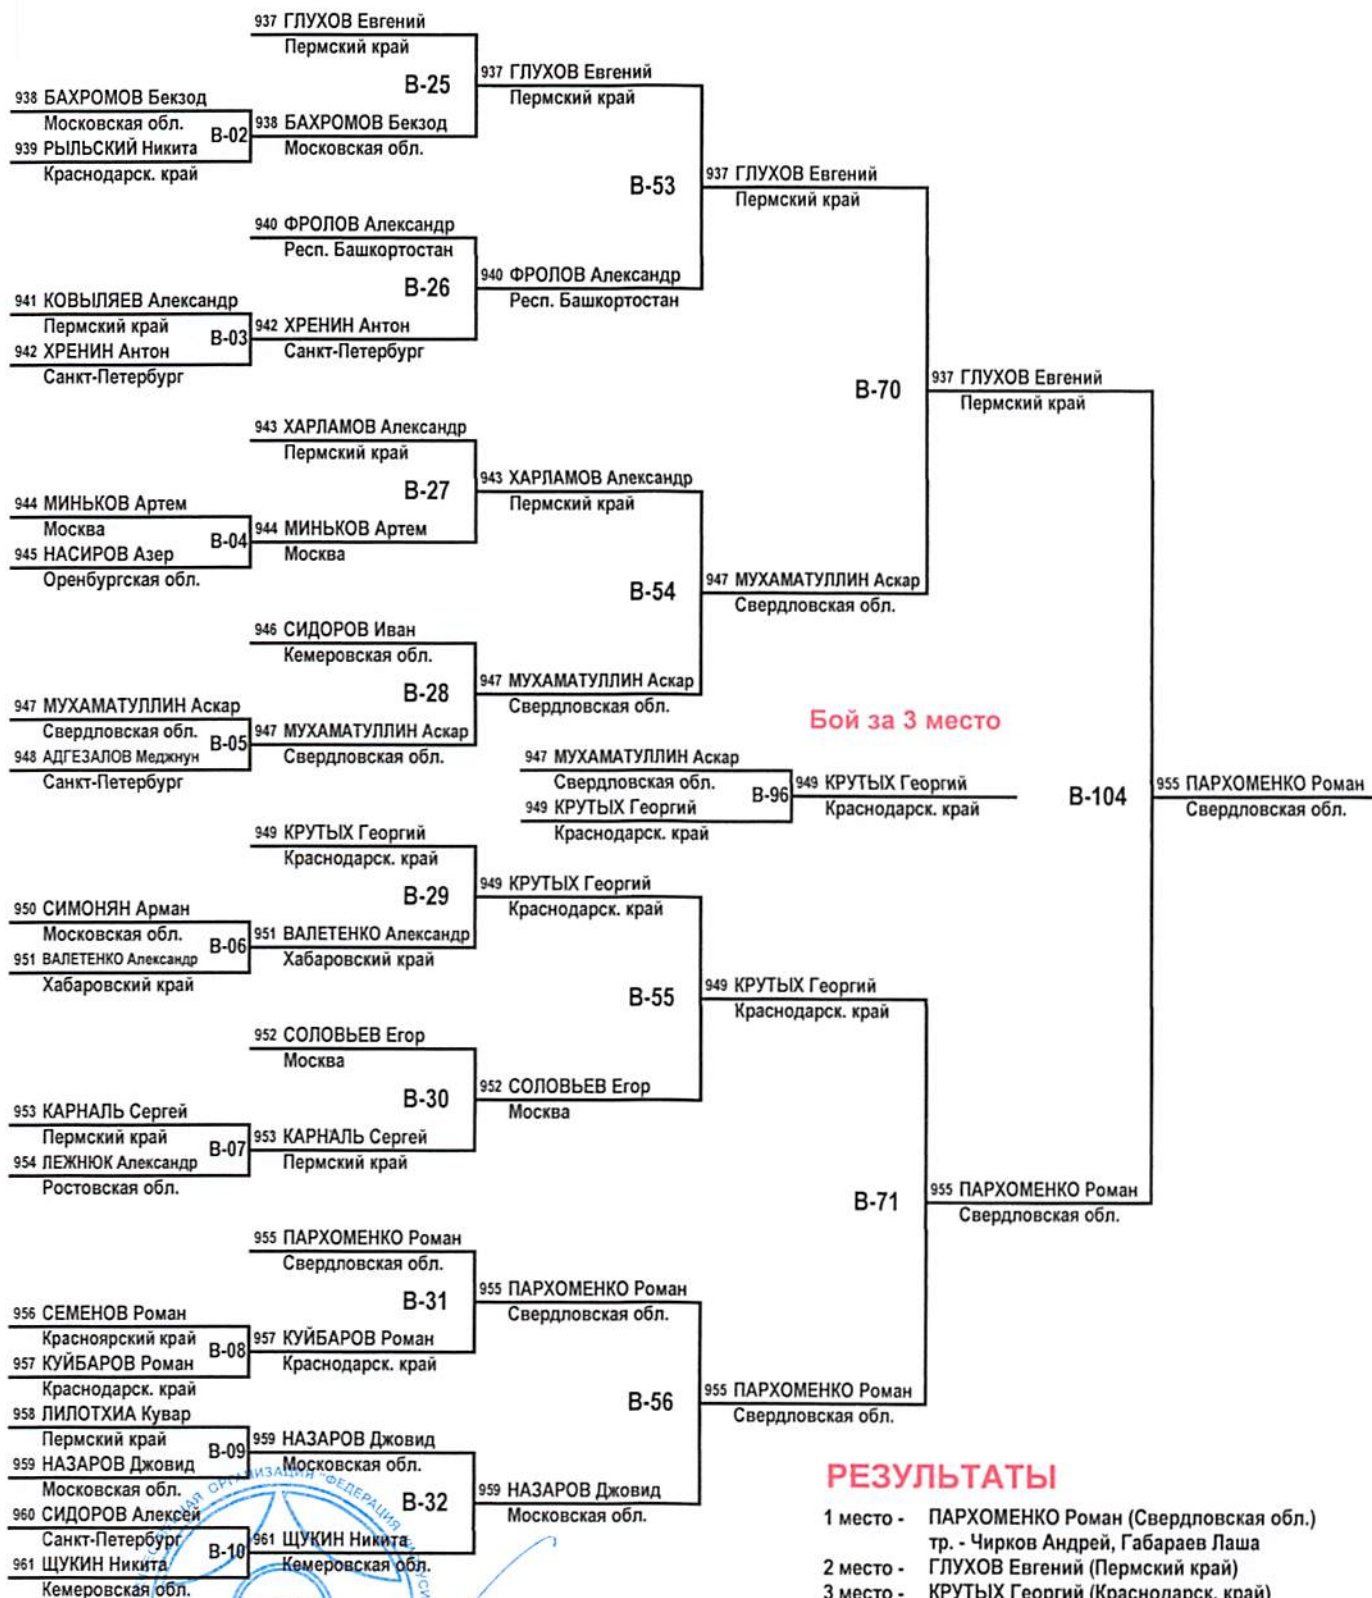 937 ГЛУХОВ Евгений
Пермский край
В-25
938 БАХРОМОВ Бекзод
Московская обл.
В-02
939 РЫЛЬСКИЙ Никита
Краснодарск. край
938 БАХРОМОВ Бекзод
Московская обл.
937 ГЛУХОВ Евгений
Пермский край
В-53
940 ФРОЛОВ Александр
Респ. Башкортостан
В-26
941 КОВЫЛЯЕВ Александр
Пермский край
В-03
942 ХРЕНИН Антон
Санкт-Петербург
942 ХРЕНИН Антон
Санкт-Петербург
940 ФРОЛОВ Александр
Респ. Башкортостан
937 ГЛУХОВ Евгений
Пермский край
В-70
943 ХАРЛАМОВ Александр
Пермский край
В-27
944 МИНЬКОВ Артем
Москва
В-04
945 НАСИРОВ Азер
Оренбургская обл.
944 МИНЬКОВ Артем
Москва
943 ХАРЛАМОВ Александр
Пермский край
В-54
946 СИДОРОВ Иван
Кемеровская обл.
В-28
947 МУХАМАТУЛЛИН Аскар
Свердловская обл.
В-05
948 АДГЕЗАЛОВ Меджнун
Санкт-Петербург
947 МУХАМАТУЛЛИН Аскар
Свердловская обл.
947 МУХАМАТУЛЛИН Аскар
Свердловская обл.
947 МУХАМАТУЛЛИН Аскар
Свердловская обл.
937 ГЛУХОВ Евгений
Пермский край
Бой за 3 место
947 МУХАМАТУЛЛИН Аскар
Свердловская обл.
В-96
949 КРУТЫХ Георгий
Краснодарск. край
949 КРУТЫХ Георгий
Краснодарск. край
В-104
955 ПАРХОМЕНКО Роман
Свердловская обл.
949 КРУТЫХ Георгий
Краснодарск. край
В-29
950 СИМОНЯН Арман
Московская обл.
В-06
951 ВАЛЕТЕНКО Александр
Хабаровский край
951 ВАЛЕТЕНКО Александр
Хабаровский край
949 КРУТЫХ Георгий
Краснодарск. край
В-55
949 КРУТЫХ Георгий
Краснодарск. край
952 СОЛОВЬЕВ Егор
Москва
В-30
953 КАРНАЛЬ Сергей
Пермский край
В-07
954 ЛЕЖНЮК Александр
Ростовская обл.
953 КАРНАЛЬ Сергей
Пермский край
952 СОЛОВЬЕВ Егор
Москва
В-71
955 ПАРХОМЕНКО Роман
Свердловская обл.
955 ПАРХОМЕНКО Роман
Свердловская обл.
В-31
956 СЕМЕНОВ Роман
Красноярский край
В-08
957 КУЙБАРОВ Роман
Краснодарск. край
957 КУЙБАРОВ Роман
Краснодарск. край
955 ПАРХОМЕНКО Роман
Свердловская обл.
В-56
955 ПАРХОМЕНКО Роман
Свердловская обл.
958 ЛИЛОТХИА Кувар
Пермский край
В-09
959 НАЗАРОВ Джовид
Московская обл.
959 НАЗАРОВ Джовид
Московская обл.
В-32
960 СИДОРОВ Алексей
Санкт-Петербург
В-10
961 ЩУКИН Никита
Кемеровская обл.
961 ЩУКИН Никита
Кемеровская обл.
959 НАЗАРОВ Джовид
Московская обл.
ОРГАНИЗАЦИЯ "ФЕДЕРАЦИЯ
РЕЗУЛЬТАТЫ
1 место - ПАРХОМЕНКО Роман (Свердловская обл.)
тр. - Чирков Андрей, Габараев Лаша
2 место - ГЛУХОВ Евгений (Пермский край)
3 место - КРУТЫХ Георгий (Краснодарск. край)